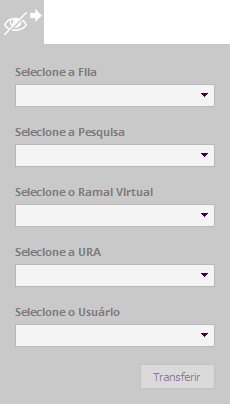 Selecione a Fila
Selecione a Pesquisa
Selecione o Ramal Virtual
Selecione a URA
Selecione o Usuário
Transferir